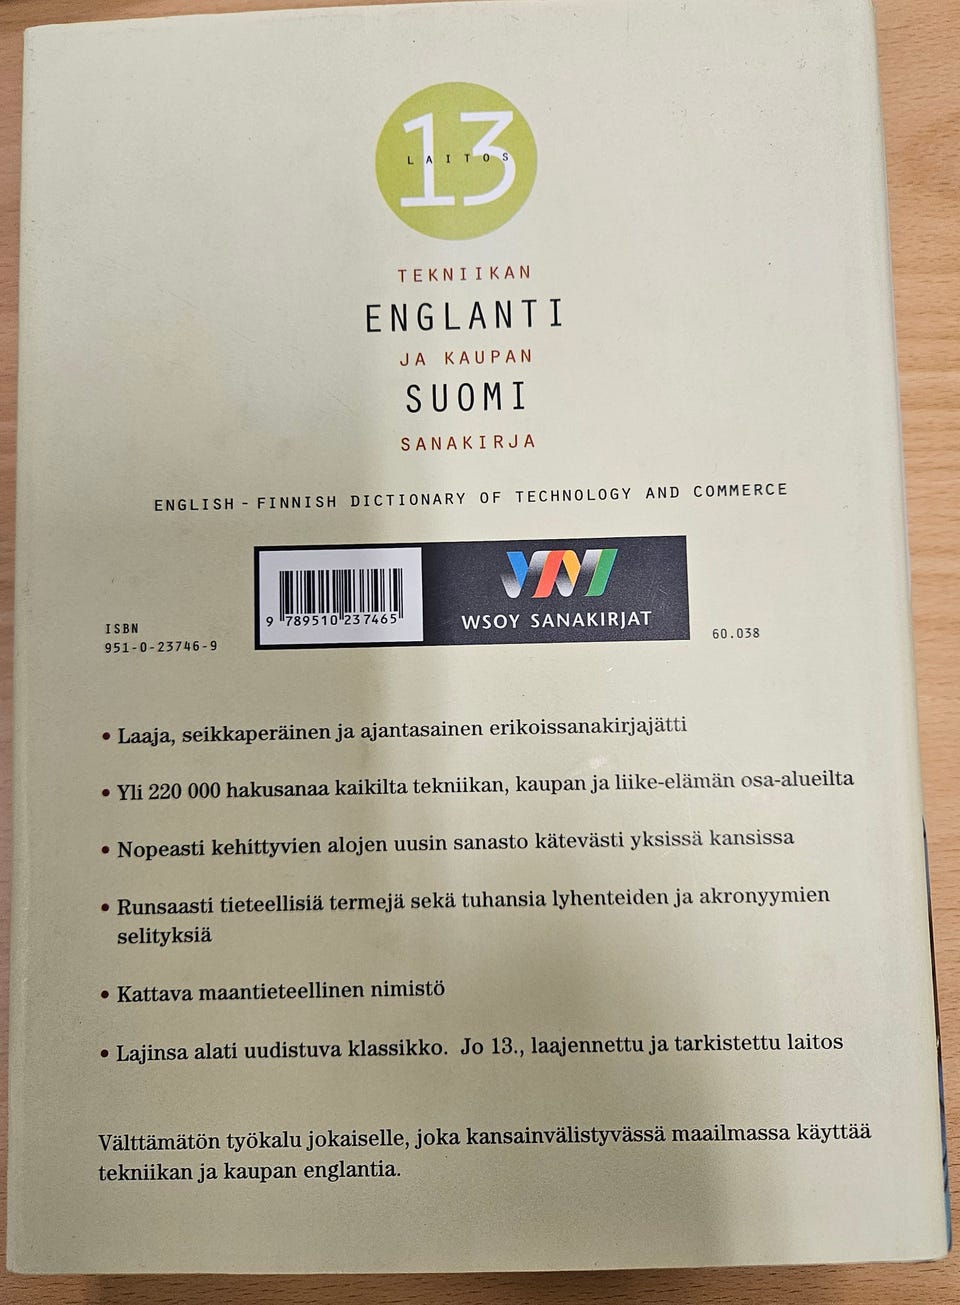 13
LAITOS
TEKNIIKAN
ENGLANTI
JA KAUPAN
SUOMI
SANAKIRJA
ENGLISH - FINNISH DICTIONARY OF TECHNOLOGY AND COMMERCE
ISBN
951-0-23746-9
9 789510 237465
WSOY SANAKIRJAT
60.038
• Laaja, seikkaperäinen ja ajantasainen erikoissanakirjajätti
• Yli 220 000 hakusanaa kaikilta tekniikan, kaupan ja liike-elämän osa-alueilta
• Nopeasti kehittyvien alojen uusin sanasto kätevästi yksissä kansissa
• Runsaasti tieteellisiä termejä sekä tuhansia lyhenteiden ja akronyymien
selityksiä
• Kattava maantieteellinen nimistö
• Lajinsa alati uudistuva klassikko. Jo 13., laajennettu ja tarkistettu laitos
Välttämätön työkalu jokaiselle, joka kansainvälistyvässä maailmassa käyttää
tekniikan ja kaupan englantia.